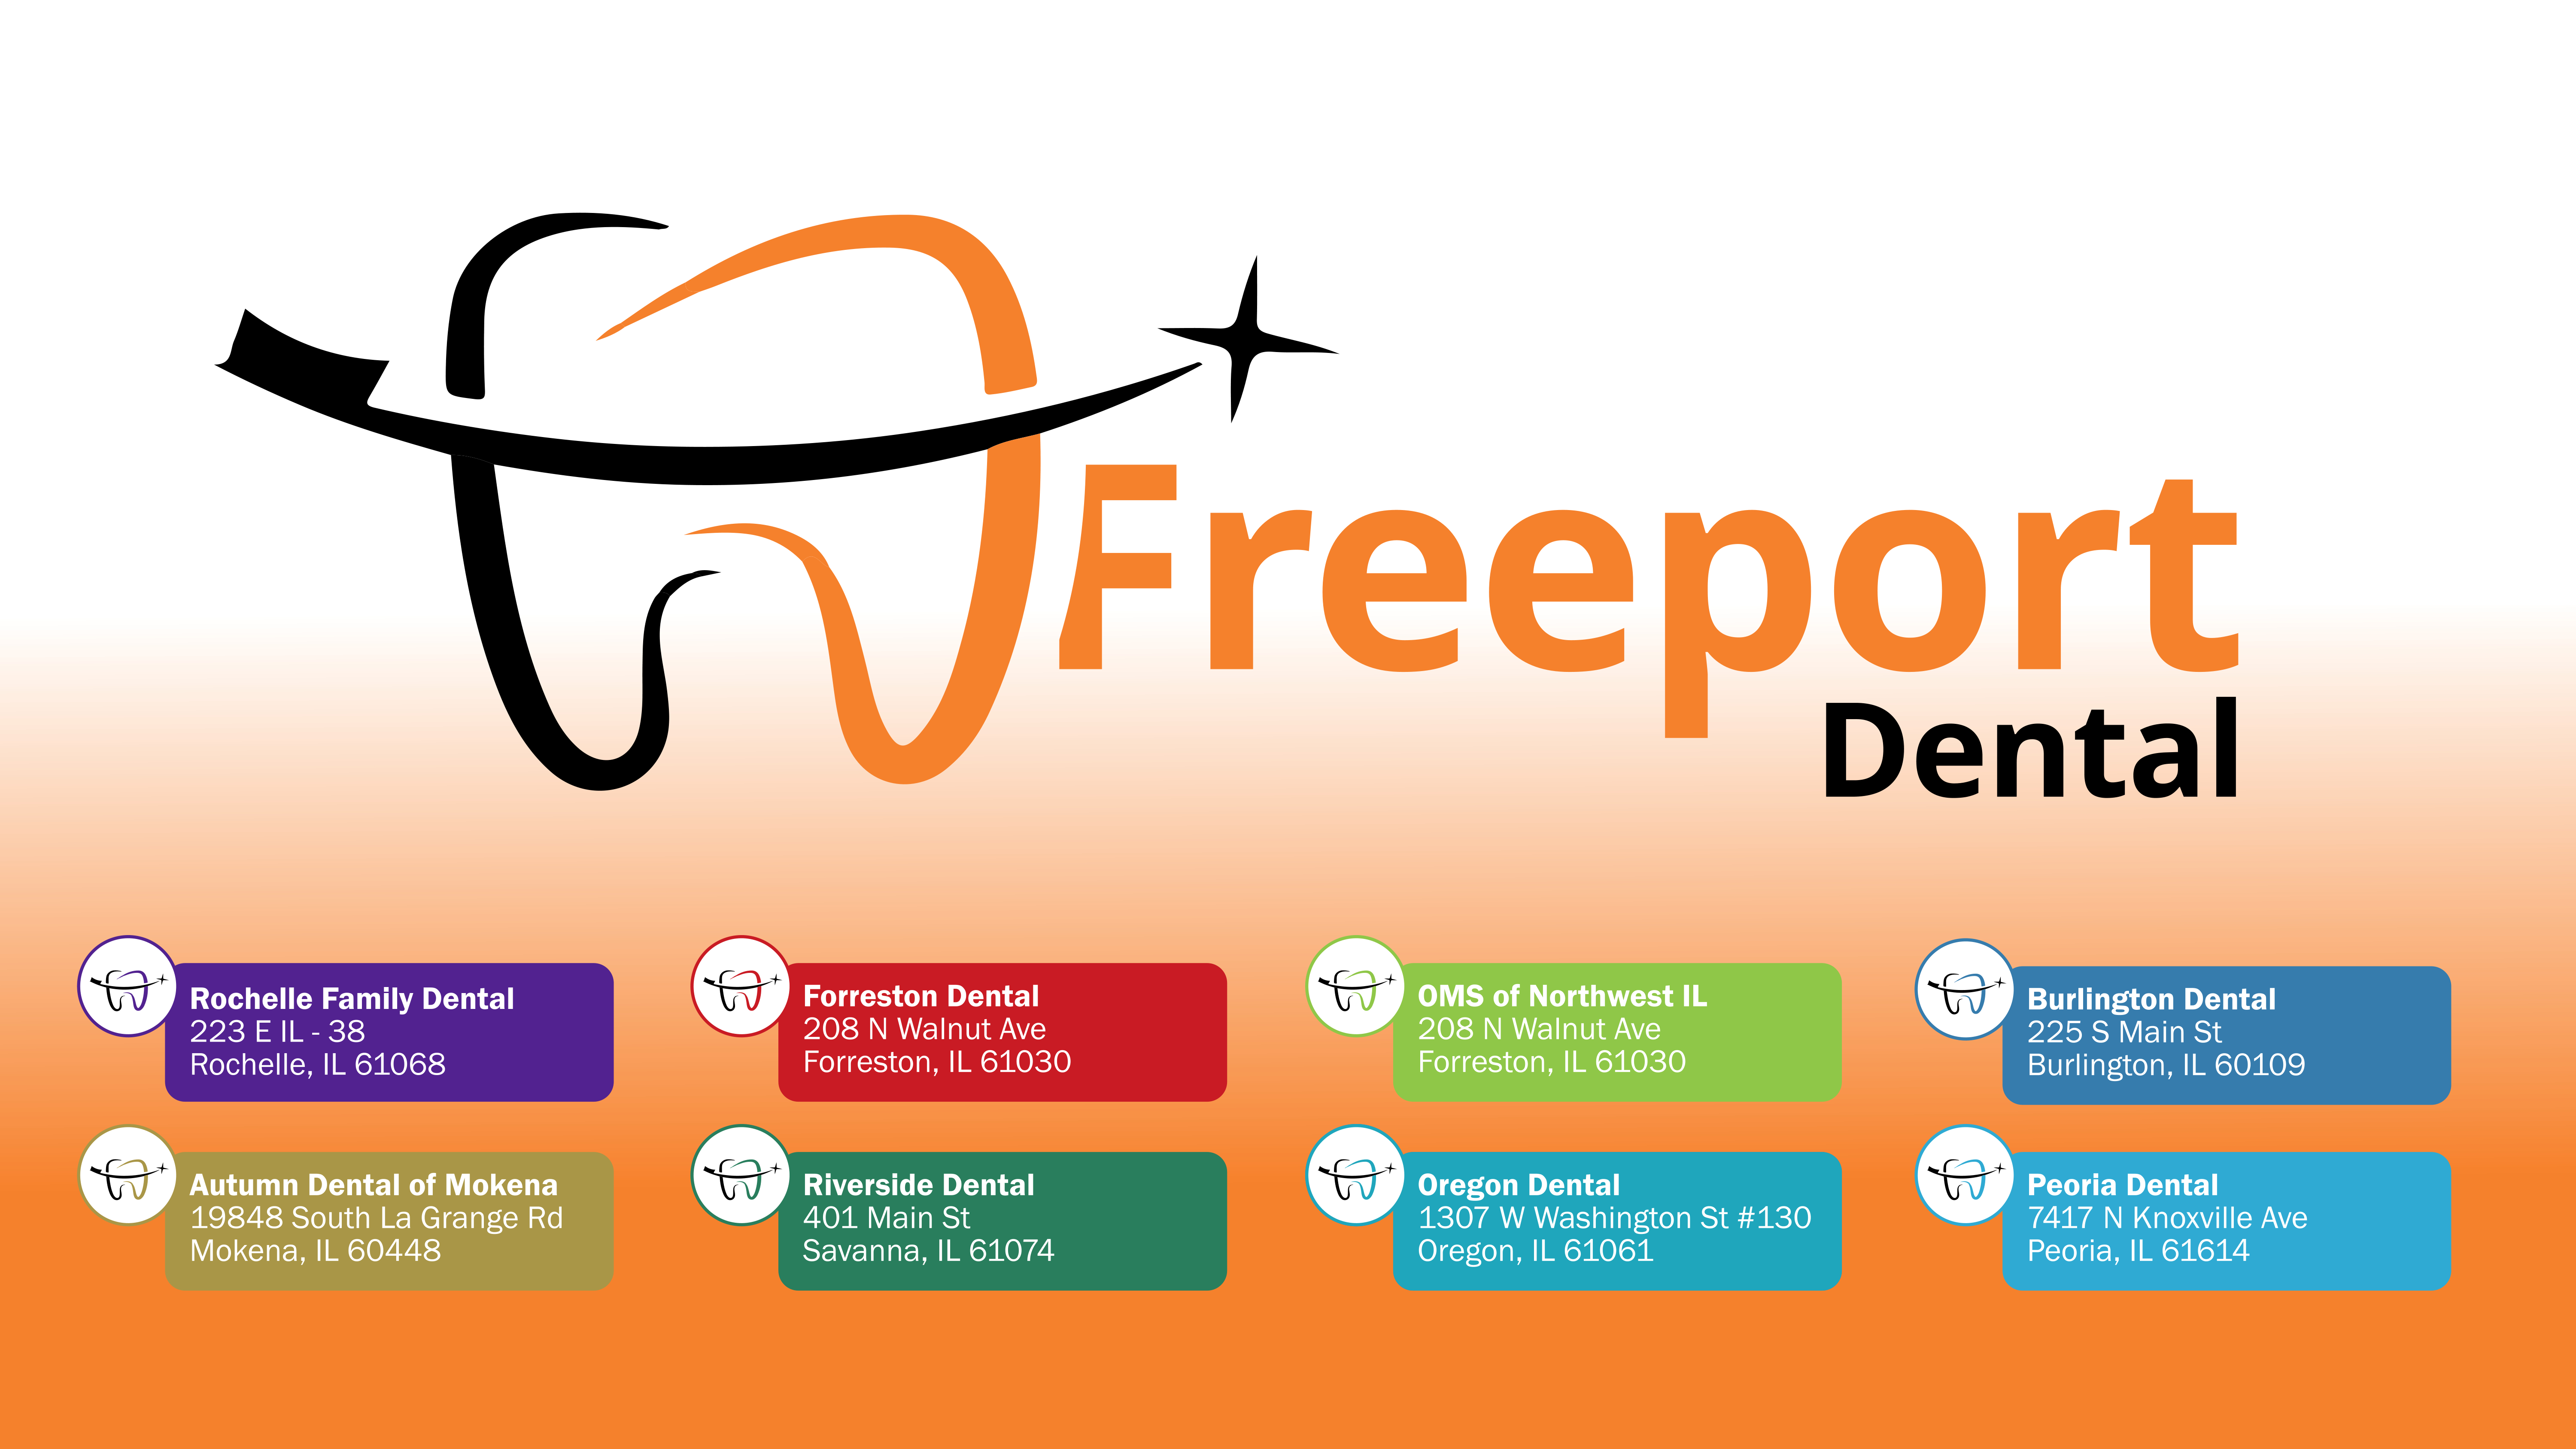 Freeport
Dental
Rochelle Family Dental
223 E IL - 38
Rochelle, IL 61068
Forreston Dental
208 N Walnut Ave
Forreston, IL 61030
OMS of Northwest IL
208 N Walnut Ave
Forreston, IL 61030
Burlington Dental
225 S Main St
Burlington, IL 60109
Autumn Dental of Mokena
19848 South La Grange Rd
Mokena, IL 60448
Riverside Dental
401 Main St
Savanna, IL 61074
Oregon Dental
1307 W Washington St #130
Oregon, IL 61061
Peoria Dental
7417 N Knoxville Ave
Peoria, IL 61614